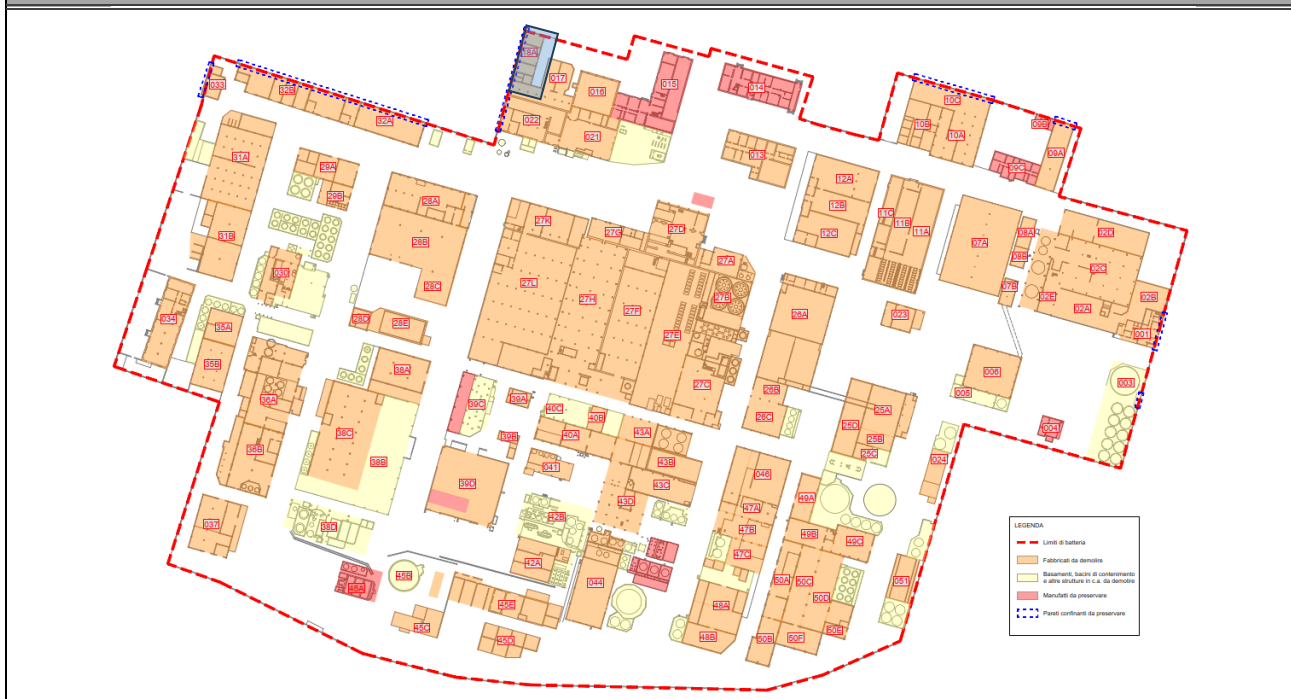 18A
017
016
015
014
033
32B
32A
022
021
013
10C
10B
10A
09B
09A
09C
31A
29A
29B
28A
12A
12B
12C
11C
11B
11A
07A
08A
08B
02D
31B
28B
27K
27G
27D
27A
02C
030
28C
27L
27H
27F
27B
07B
02E
02A
02B
001
034
35A
28D
28E
27E
26A
023
35B
38A
27C
006
005
003
36A
39C
39A
40C
40B
26B
26C
25A
25D
25B
25C
004
36B
38C
38B
39B
40A
43A
43B
43C
041
39D
43D
046
024
037
38D
42B
47A
47B
47C
49A
49B
49C
45A
45B
42A
044
50A
50C
50D
051
45C
45E
45D
48A
48B
50B
50F
50E
LEGENDA
Limiti di batteria
Fabbricati da demolire
Basamenti, bacini di contenimento
e altre strutture in c.a. da demolire
Manufatti da preservare
Pareti confinanti da preservare